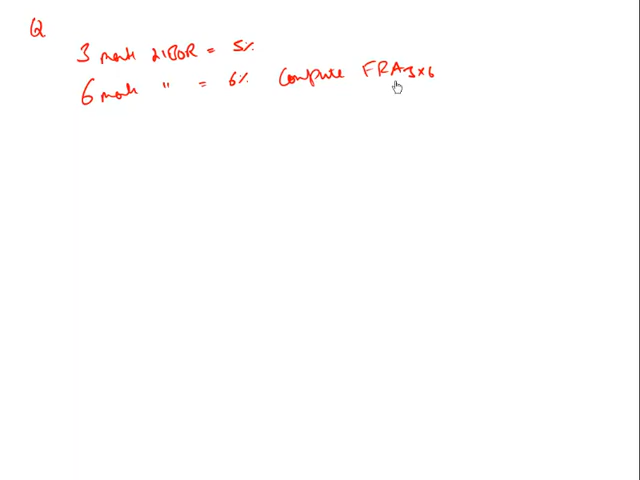 Q
3 month LIBOR = 5%
6 month " = 6% Compute FRA 3x6